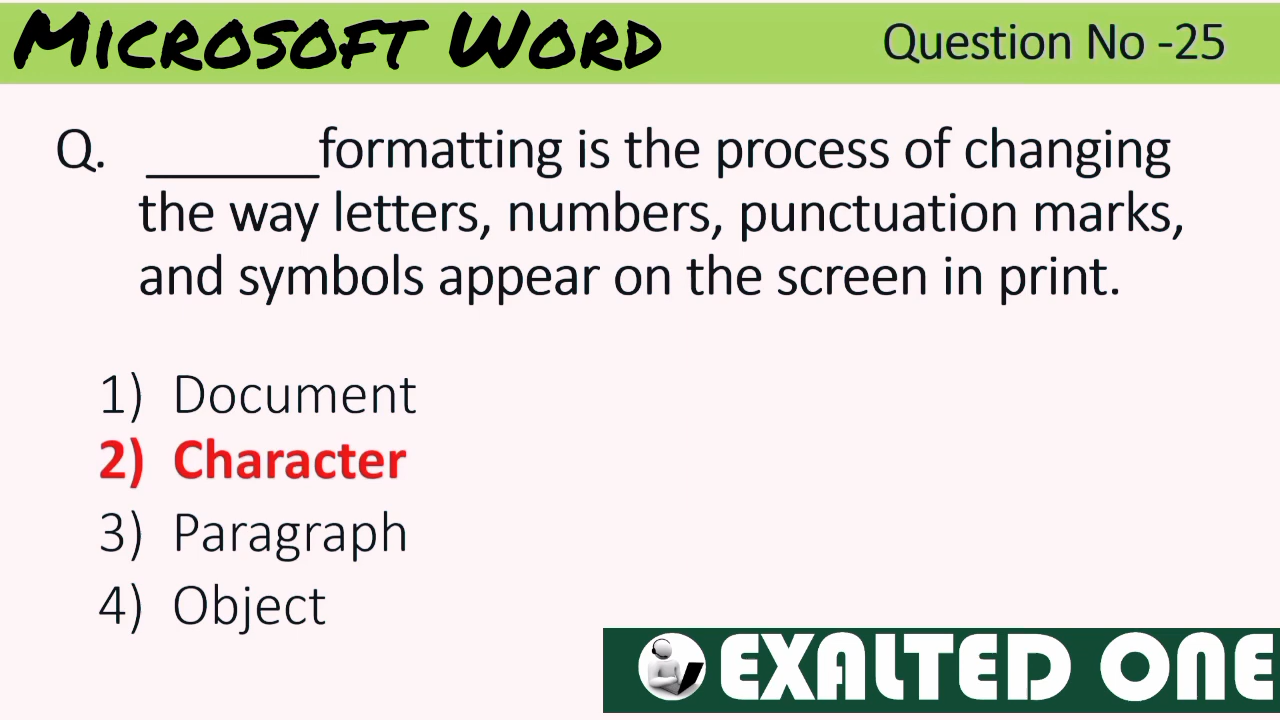 Microsoft Word
Question No -25
Q. ______formatting is the process of changing
the way letters, numbers, punctuation marks,
and symbols appear on the screen in print.
1) Document
2) Character
3) Paragraph
4) Object
EXALTED ONE